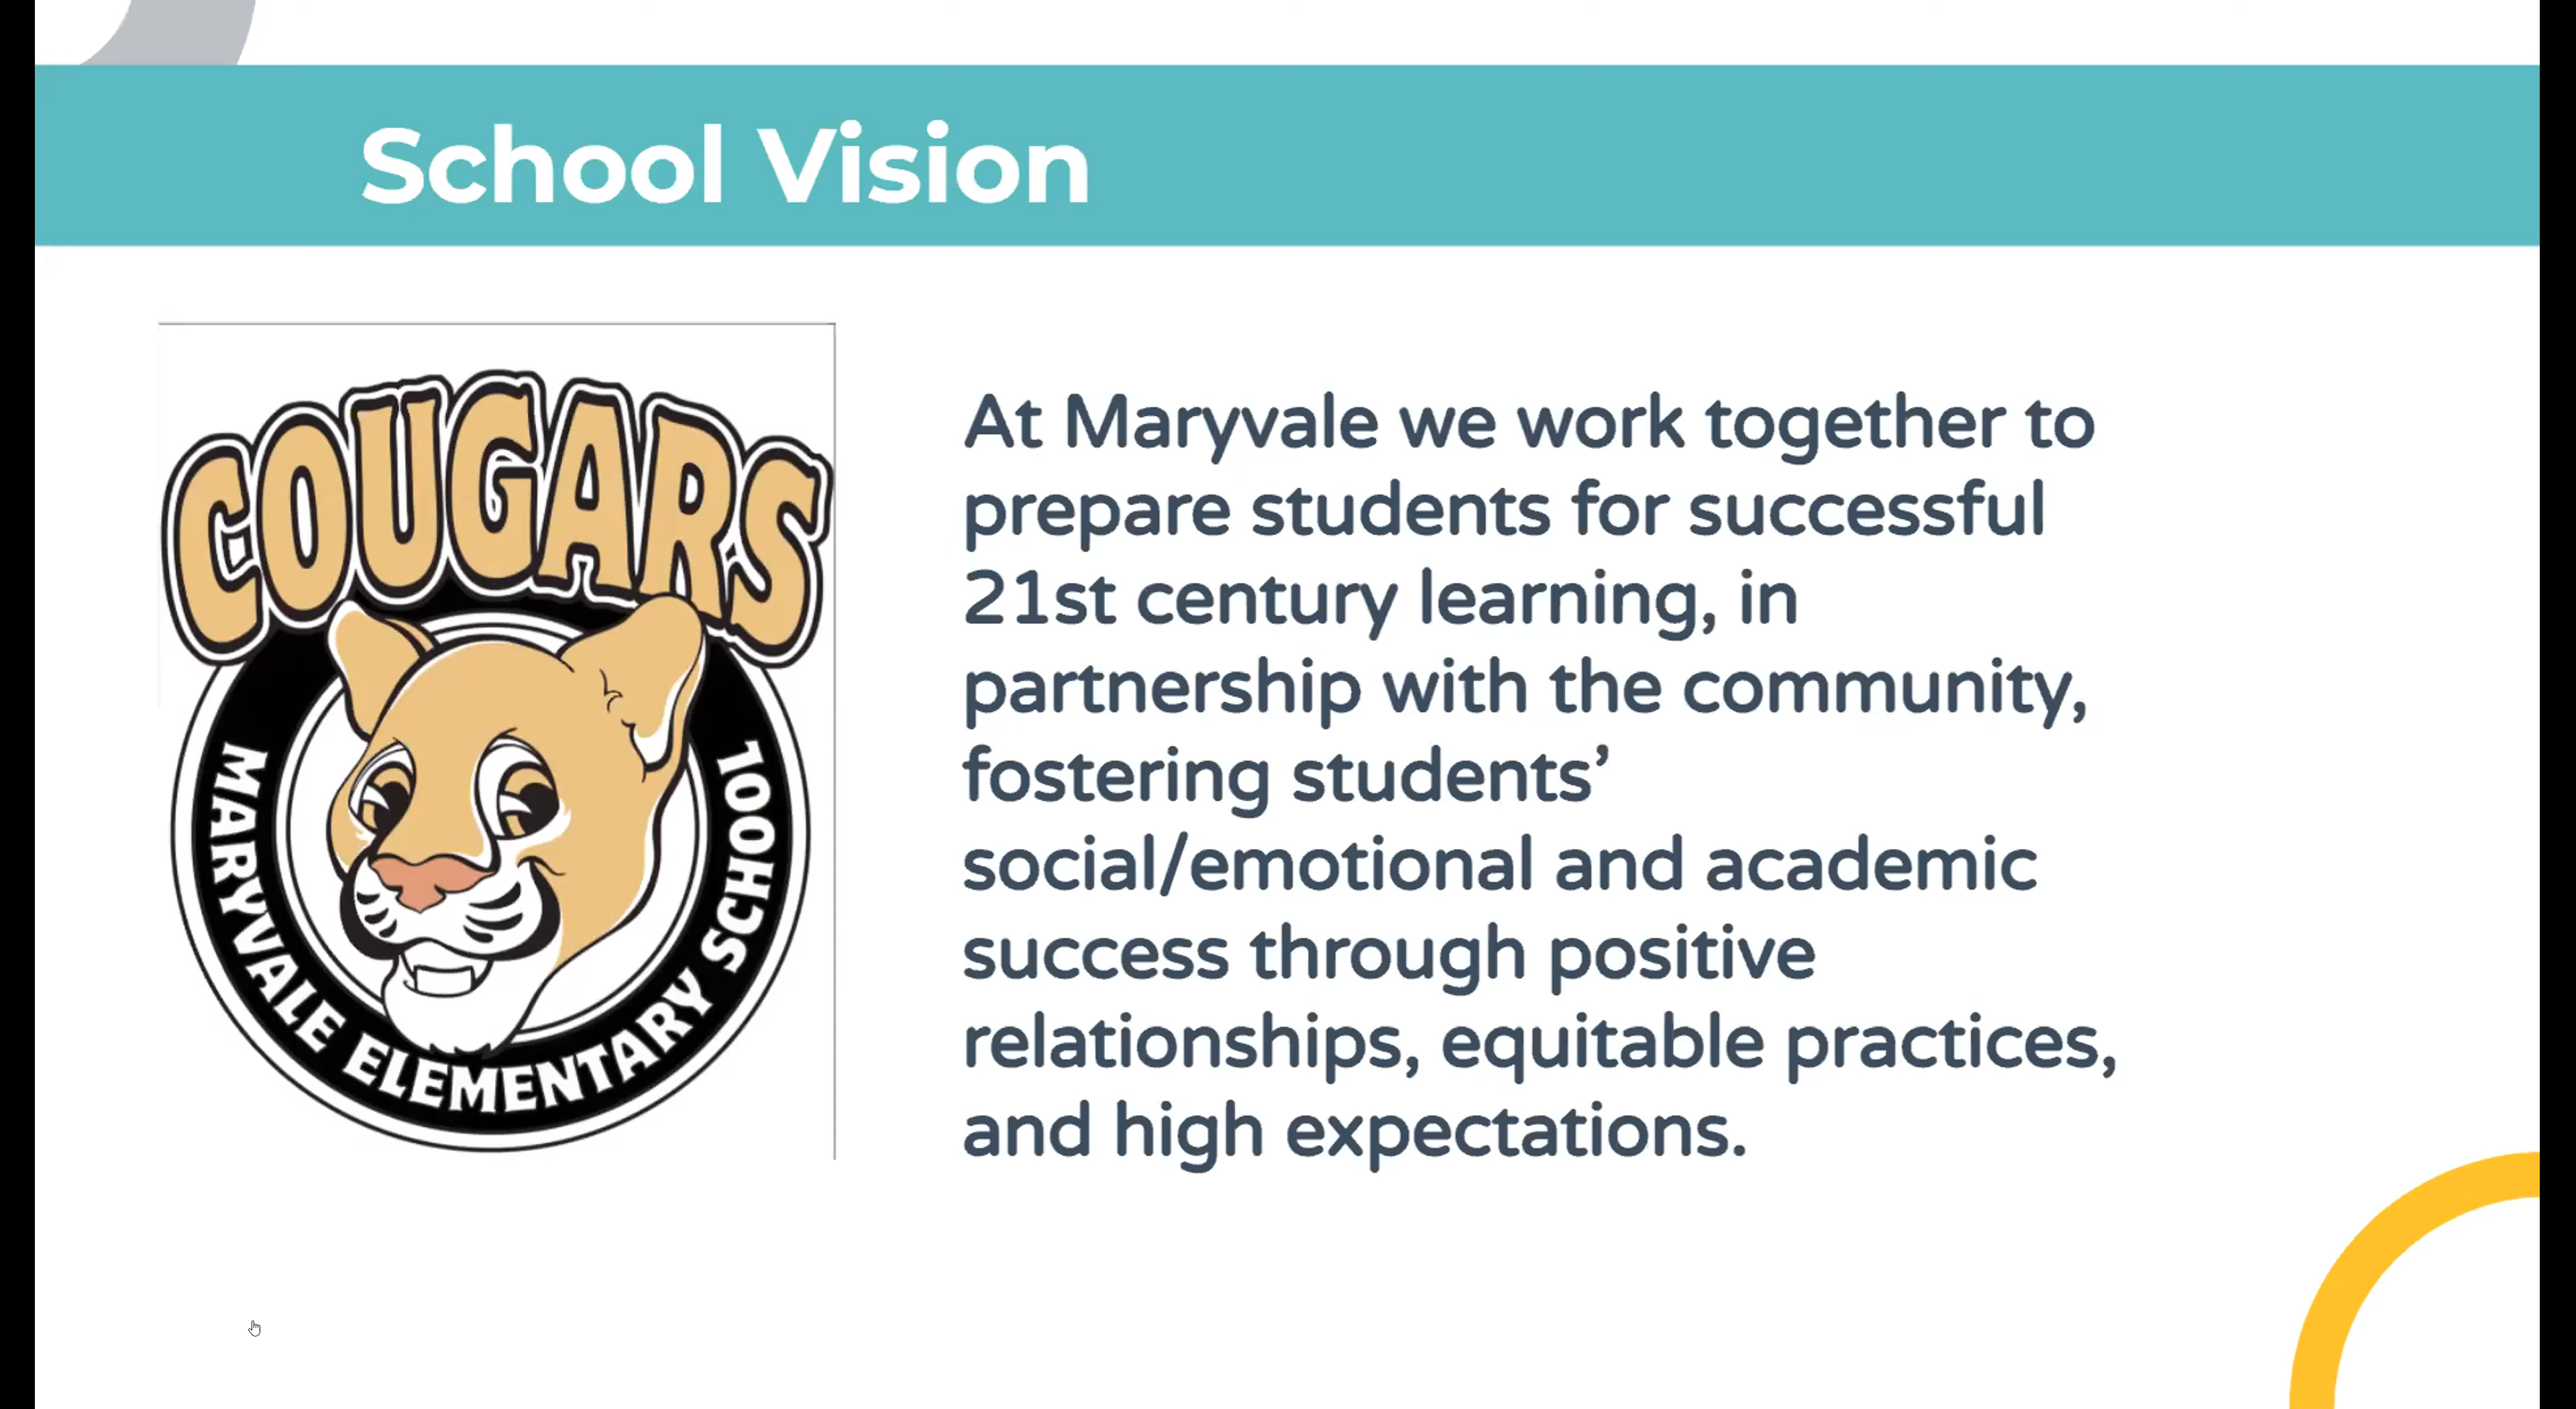 School Vision
COUGARS
MARYVALE ELEMENTARY SCHOOL
At Maryvale we work together to
prepare students for successful
21st century learning, in
partnership with the community,
fostering students’
social/emotional and academic
success through positive
relationships, equitable practices,
and high expectations.